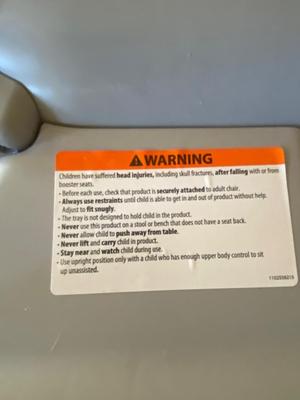 WARNING
Children have suffered head injuries, including skull fractures, after falling with or from
booster seats.
• Before each use, check that product is securely attached to adult chair.
• Always use restraints until child is able to get in and out of product without help.
Adjust to fit snugly.
• The tray is not designed to hold child in the product.
• Never use this product on a stool or bench that does not have a seat back.
• Never allow child to push away from table.
• Never lift and carry child in product.
• Stay near and watch child during use.
• Use upright position only with a child who has enough upper body control to sit
up unassisted.
1102556215